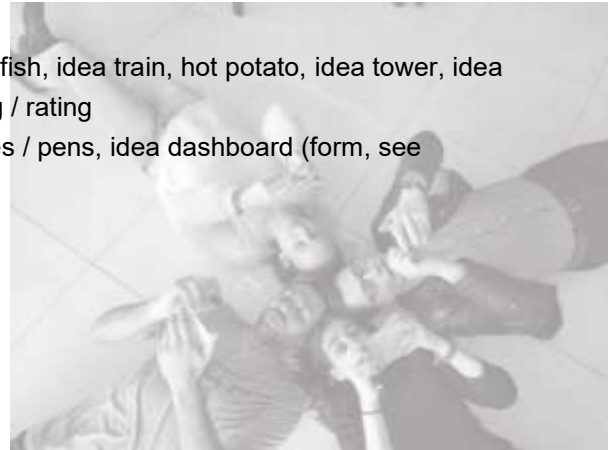 fish, idea train, hot potato, idea tower, idea
/ rating
/ pens, idea dashboard (form, see